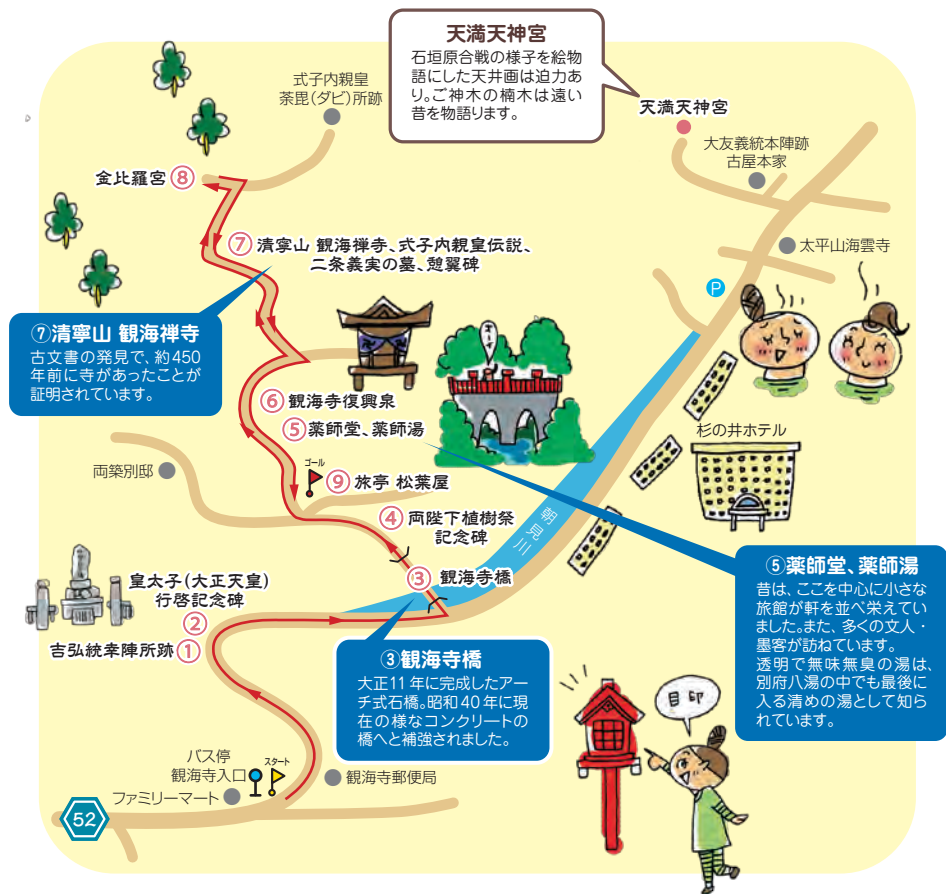 天満天神宮
石垣原合戦の様子を絵物
語にした天井画は迫力あ
り。ご神木の楠木は遠い
昔を物語ります。
天満天神宮
式子内親皇
荼毘(ダビ)所跡
大友義統本陣跡
古屋本家
金比羅宮 ⑧
⑦ 清寧山 観海禅寺、式子内親皇伝説、
二条義実の墓、憩翼碑
太平山海雲寺
P
⑦清寧山 観海禅寺
古文書の発見で、約450
年前に寺があったことが
証明されています。
⑥ 観海寺復興泉
⑤ 薬師堂、薬師湯
杉の井ホテル
両築別邸
ゴール
⑨ 旅亭 松葉屋
④ 両陛下植樹祭
記念碑
朝見川
③ 観海寺橋
皇太子(大正天皇)
行啓記念碑
②
吉弘統幸陣所跡 ①
③観海寺橋
大正11年に完成したアー
チ式石橋。昭和40年に現
在の様なコンクリートの
橋へと補強されました。
⑤薬師堂、薬師湯
昔は、ここを中心に小さな
旅館が軒を並べ栄えてい
ました。また、多くの文人・
墨客が訪ねています。
透明で無味無臭の湯は、
別府八湯の中でも最後に
入る清めの湯として知ら
れています。
目印
バス停
観海寺入口
スタート
ファミリーマート
観海寺郵便局
52